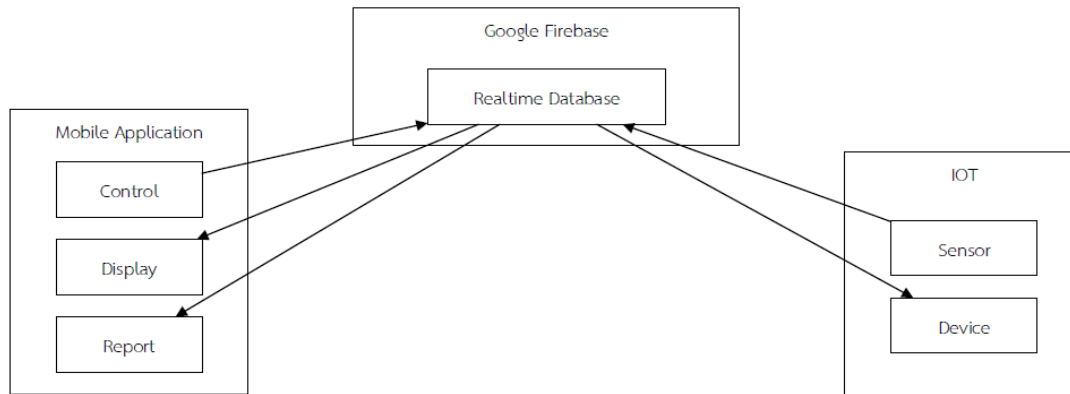 Google Firebase
Realtime Database
Mobile Application
Control
Display
Report
IOT
Sensor
Device